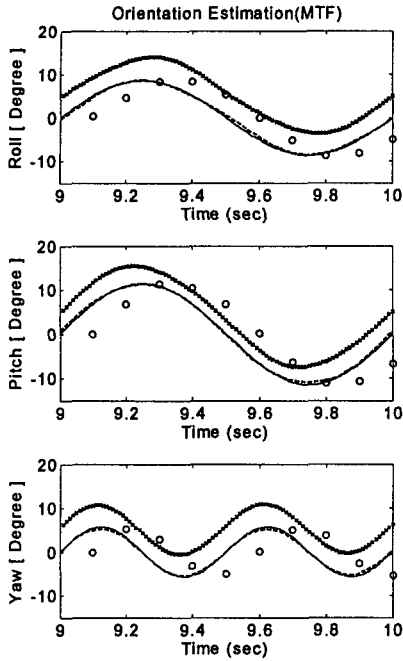 Orientation Estimation(MTF)
Roll [ Degree ]
20
10
0
-10
9 9.2 9.4 9.6 9.8 10
Time (sec)
Pitch [ Degree ]
20
10
0
-10
9 9.2 9.4 9.6 9.8 10
Time (sec)
Yaw [ Degree ]
20
10
0
-10
9 9.2 9.4 9.6 9.8 10
Time (sec)